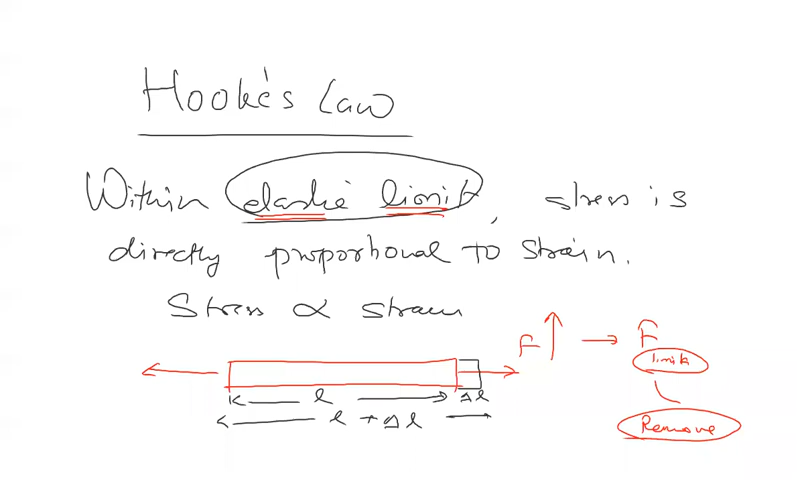 Hooke's Law
Within elastic limit, stress is
directly proportional to strain.
Stress ∝ strain
F ↑ → F limit
l Δl
l + Δl
Remove